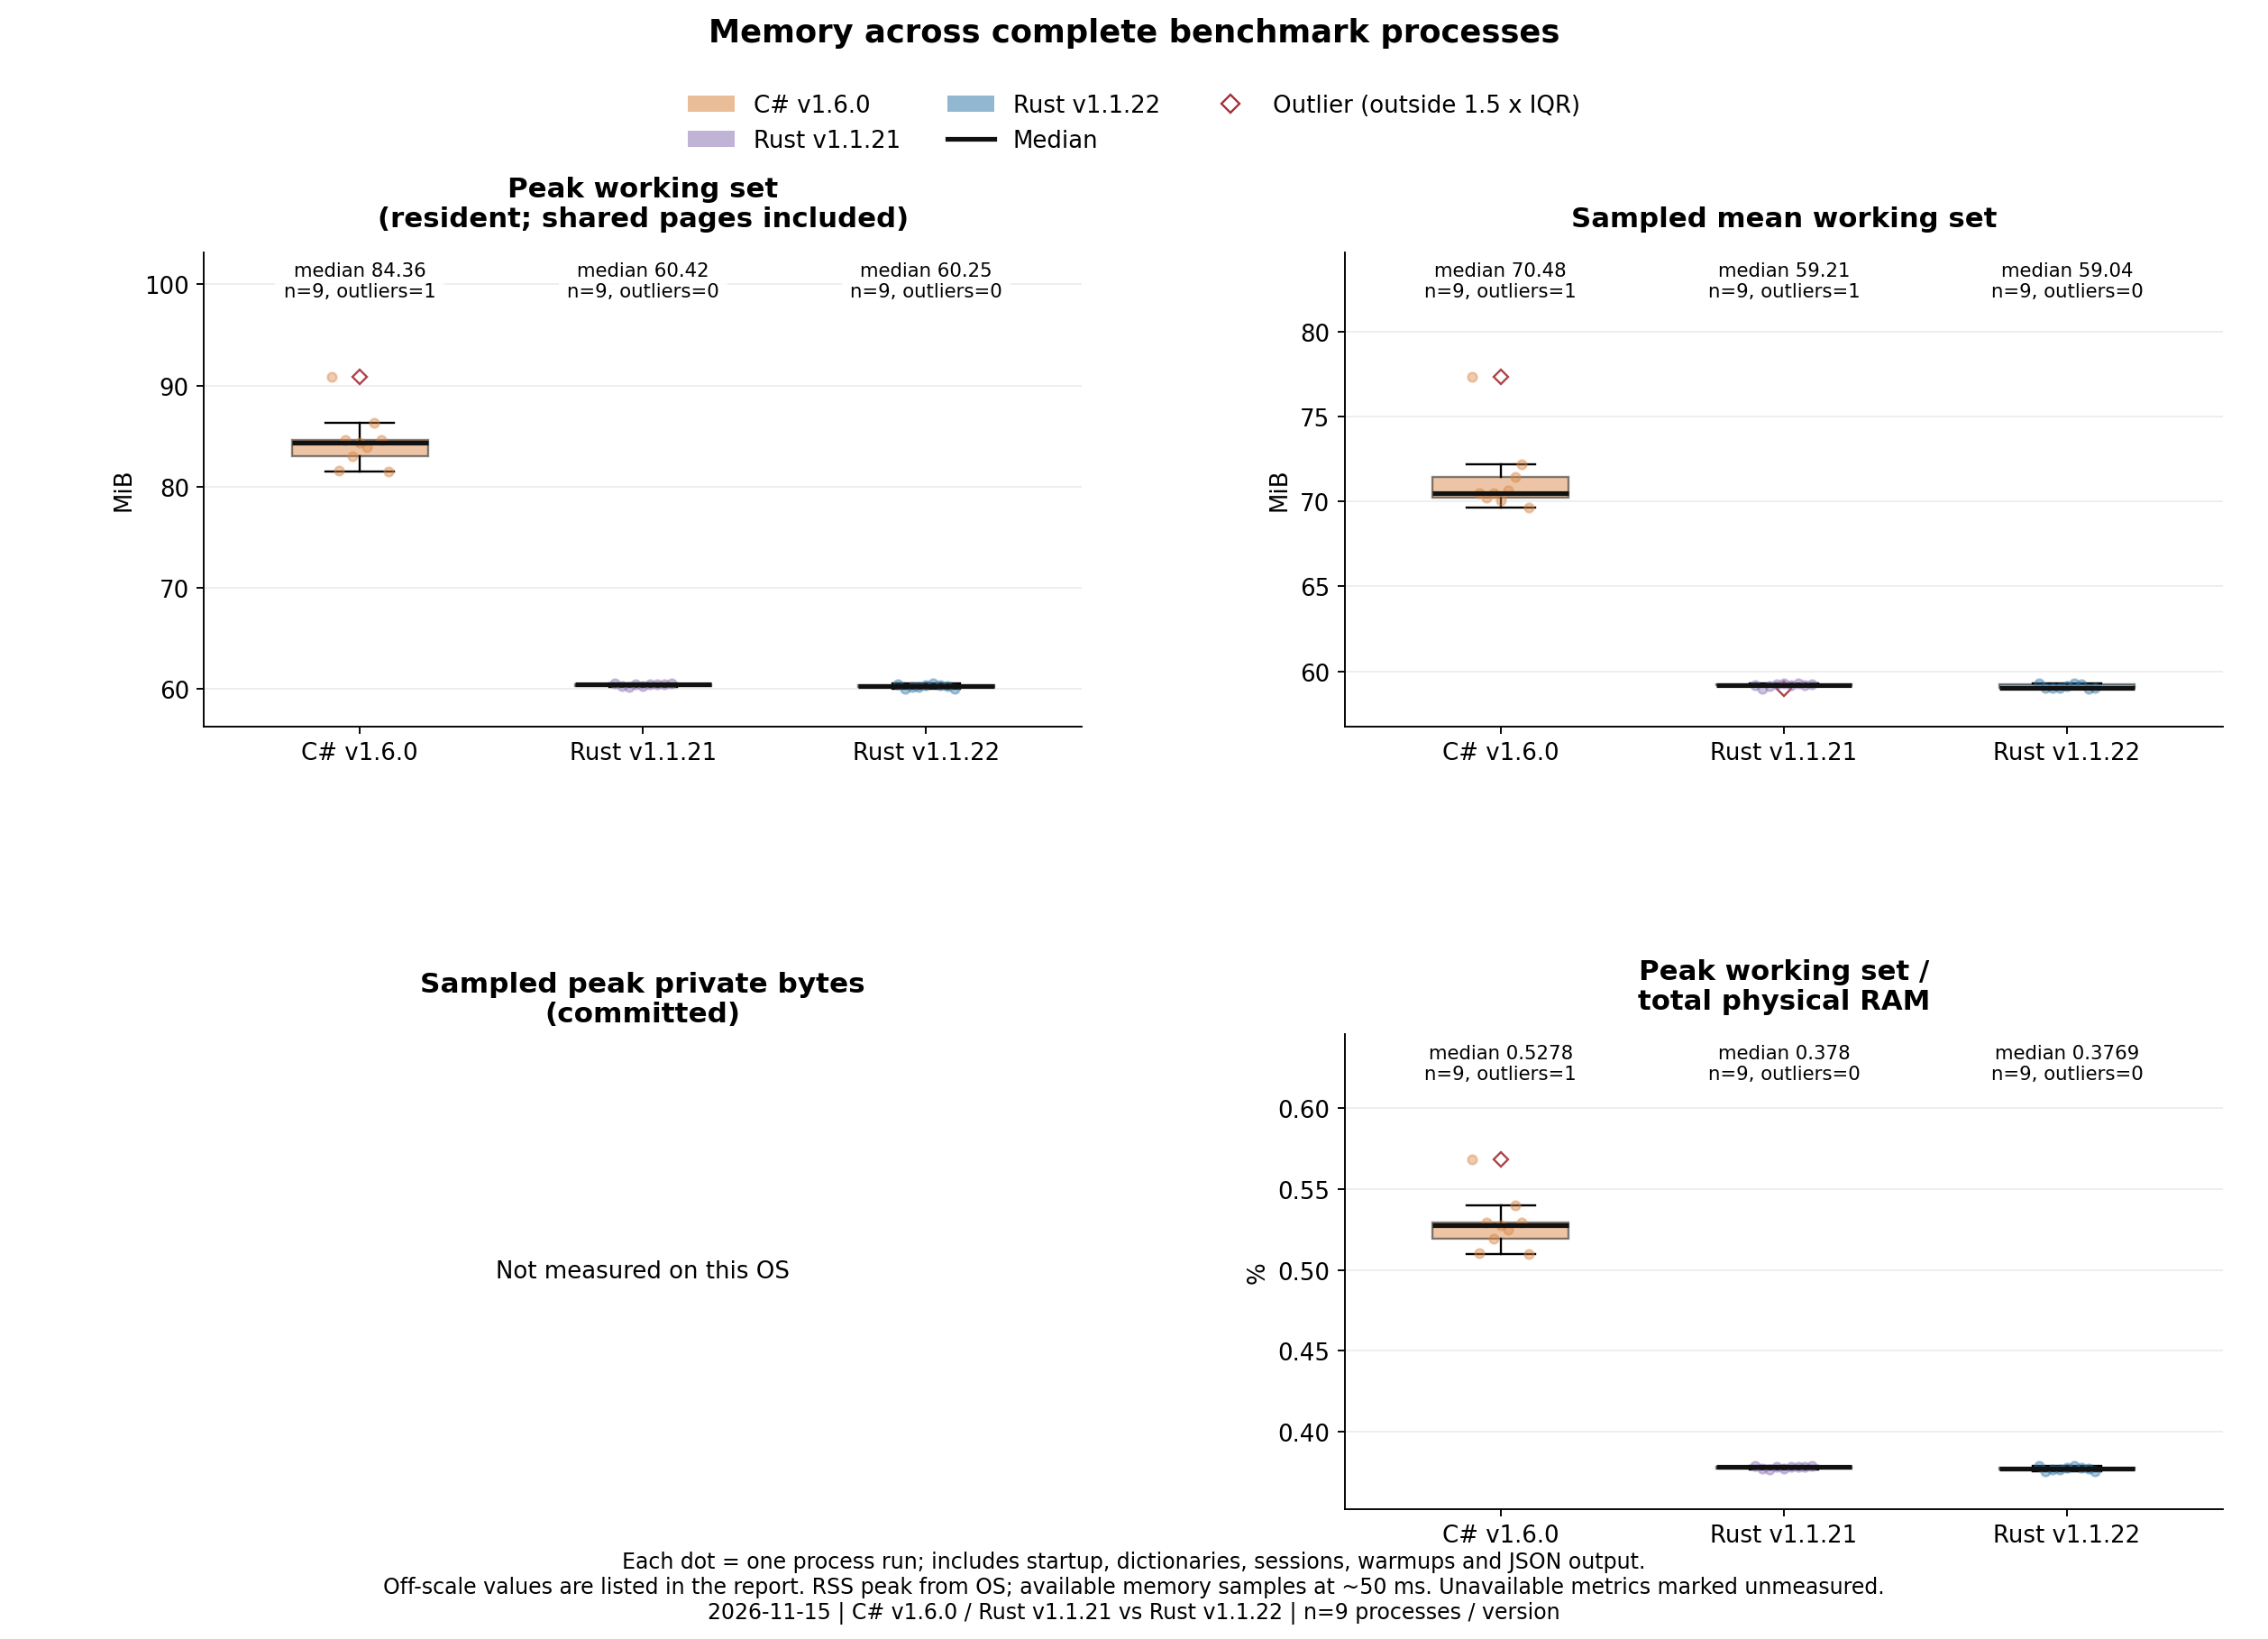 Memory across complete benchmark processes
C# v1.6.0
Rust v1.1.21
Rust v1.1.22
Median
Outlier (outside 1.5 x IQR)
Peak working set
(resident; shared pages included)
median 84.36
n=9, outliers=1
median 60.42
n=9, outliers=0
median 60.25
n=9, outliers=0
100
90
80
70
60
MiB
C# v1.6.0
Rust v1.1.21
Rust v1.1.22
Sampled mean working set
median 70.48
n=9, outliers=1
median 59.21
n=9, outliers=1
median 59.04
n=9, outliers=0
80
75
70
65
60
MiB
C# v1.6.0
Rust v1.1.21
Rust v1.1.22
Sampled peak private bytes
(committed)
Not measured on this OS
Peak working set /
total physical RAM
median 0.5278
n=9, outliers=1
median 0.378
n=9, outliers=0
median 0.3769
n=9, outliers=0
0.60
0.55
0.50
0.45
0.40
%
C# v1.6.0
Rust v1.1.21
Rust v1.1.22
Each dot = one process run; includes startup, dictionaries, sessions, warmups and JSON output.
Off-scale values are listed in the report. RSS peak from OS; available memory samples at ~50 ms. Unavailable metrics marked unmeasured.
2026-11-15 | C# v1.6.0 / Rust v1.1.21 vs Rust v1.1.22 | n=9 processes / version